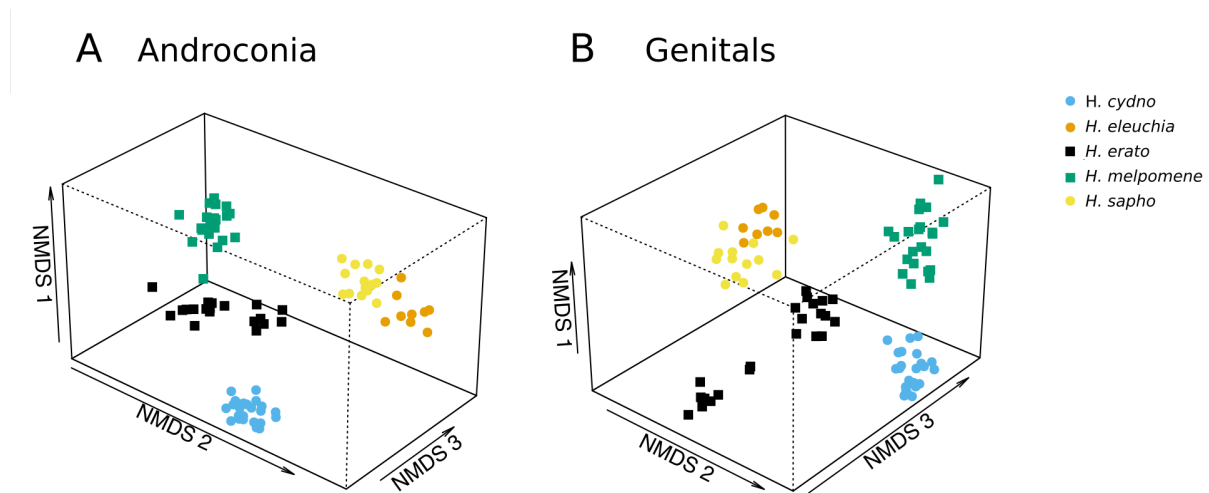 A Androconia
B Genitals
H. cydno
H. eleuchia
H. erato
H. melpomene
H. sapho
NMDS 1
NMDS 2
NMDS 3
NMDS 1
NMDS 2
NMDS 3